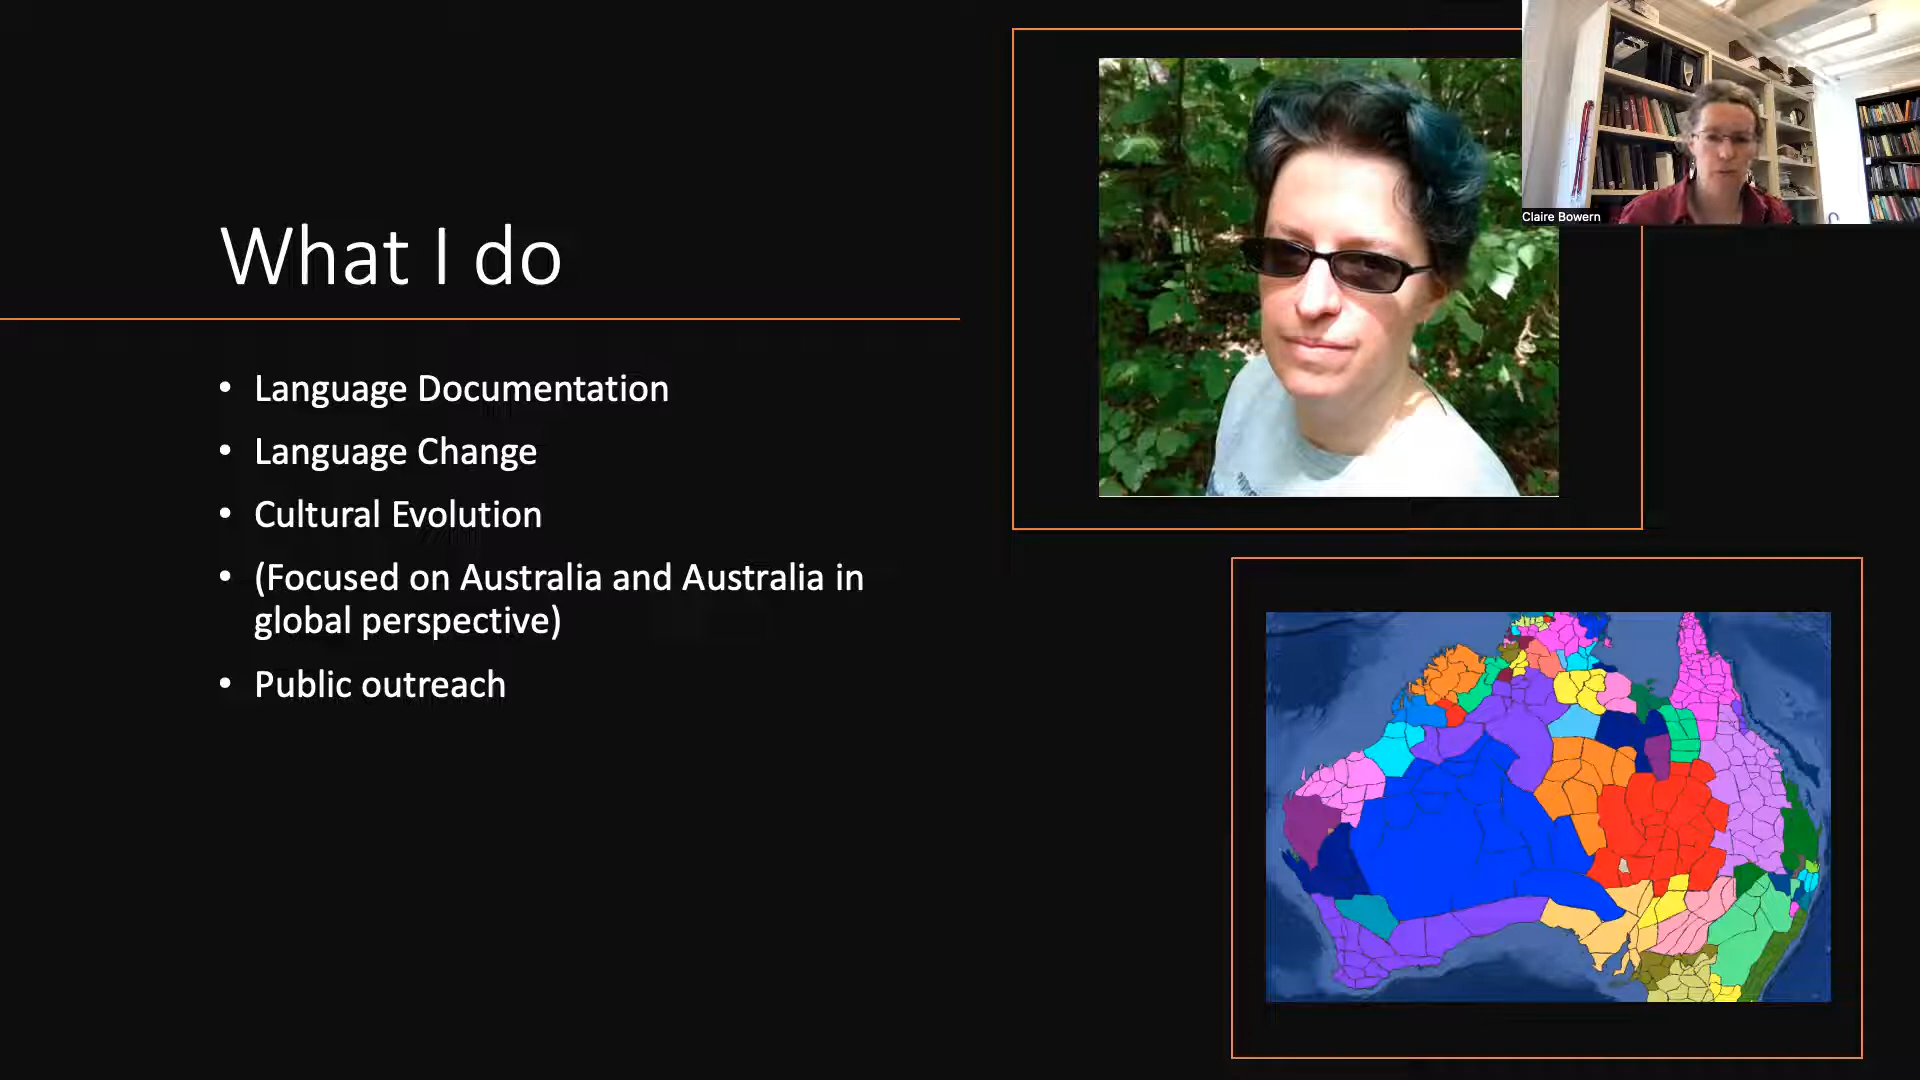 What I do
• Language Documentation
• Language Change
• Cultural Evolution
• (Focused on Australia and Australia in
global perspective)
• Public outreach
Claire Bowern